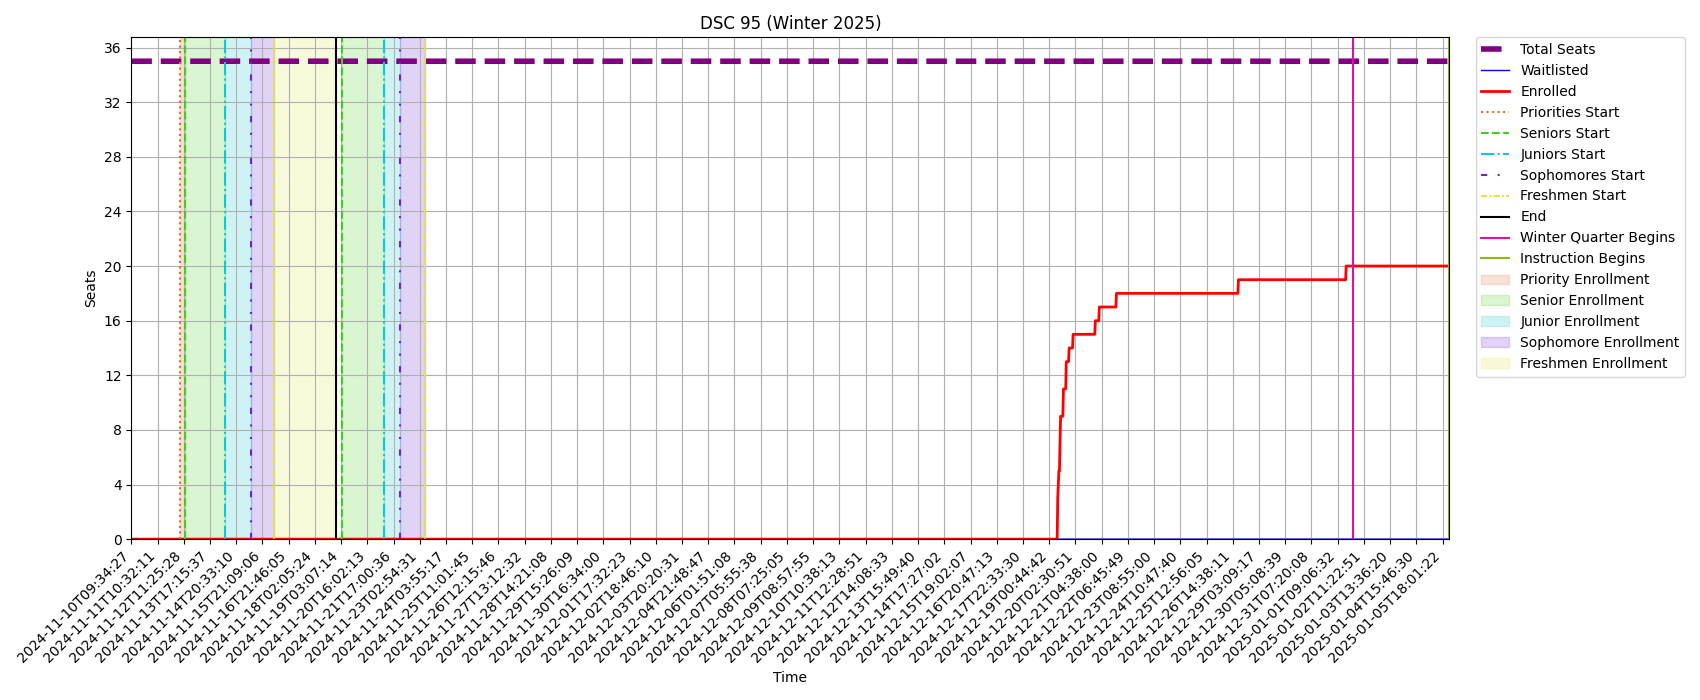 DSC 95 (Winter 2025)
Seats
36
32
28
24
20
16
12
8
4
0
2024-11-10T09:34:27
2024-11-11T10:32:11
2024-11-12T11:25:28
2024-11-13T17:15:37
2024-11-14T20:33:10
2024-11-15T21:09:06
2024-11-16T21:46:05
2024-11-18T02:05:24
2024-11-19T03:07:14
2024-11-20T16:02:13
2024-11-21T17:00:36
2024-11-23T02:54:31
2024-11-24T03:55:17
2024-11-25T11:01:45
2024-11-26T12:15:46
2024-11-27T13:12:32
2024-11-28T14:21:08
2024-11-29T15:26:09
2024-11-30T16:34:00
2024-12-01T17:32:23
2024-12-02T18:46:10
2024-12-03T20:20:31
2024-12-04T21:48:47
2024-12-06T01:51:08
2024-12-07T05:55:38
2024-12-08T07:25:05
2024-12-09T08:57:55
2024-12-10T10:38:13
2024-12-11T12:28:51
2024-12-12T14:08:33
2024-12-13T15:49:40
2024-12-14T17:27:02
2024-12-15T19:02:07
2024-12-16T20:47:13
2024-12-17T22:33:30
2024-12-19T00:44:42
2024-12-20T02:30:51
2024-12-21T04:38:00
2024-12-22T06:45:49
2024-12-23T08:55:00
2024-12-24T10:47:40
2024-12-25T12:56:05
2024-12-26T14:38:11
2024-12-29T03:09:17
2024-12-30T05:08:39
2024-12-31T07:20:08
2025-01-01T09:06:32
2025-01-02T11:22:51
2025-01-03T13:36:20
2025-01-04T15:46:30
2025-01-05T18:01:22
Time
Total Seats
Waitlisted
Enrolled
Priorities Start
Seniors Start
Juniors Start
Sophomores Start
Freshmen Start
End
Winter Quarter Begins
Instruction Begins
Priority Enrollment
Senior Enrollment
Junior Enrollment
Sophomore Enrollment
Freshmen Enrollment